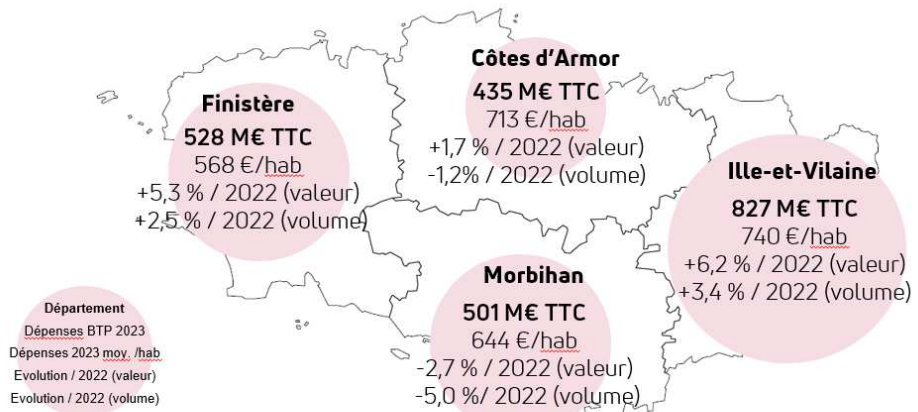 Côtes d’Armor
435 M€ TTC
713 €/hab
+1,7 % / 2022 (valeur)
-1,2% / 2022 (volume)
Finistère
528 M€ TTC
568 €/hab
+5,3 % / 2022 (valeur)
+2,5 % / 2022 (volume)
Ille-et-Vilaine
827 M€ TTC
740 €/hab
+6,2 % / 2022 (valeur)
+3,4 % / 2022 (volume)
Morbihan
501 M€ TTC
644 €/hab
-2,7 % / 2022 (valeur)
-5,0 %/ 2022 (volume)
Département
Dépenses BTP 2023
Dépenses 2023 moy. /hab
Evolution / 2022 (valeur)
Evolution / 2022 (volume)